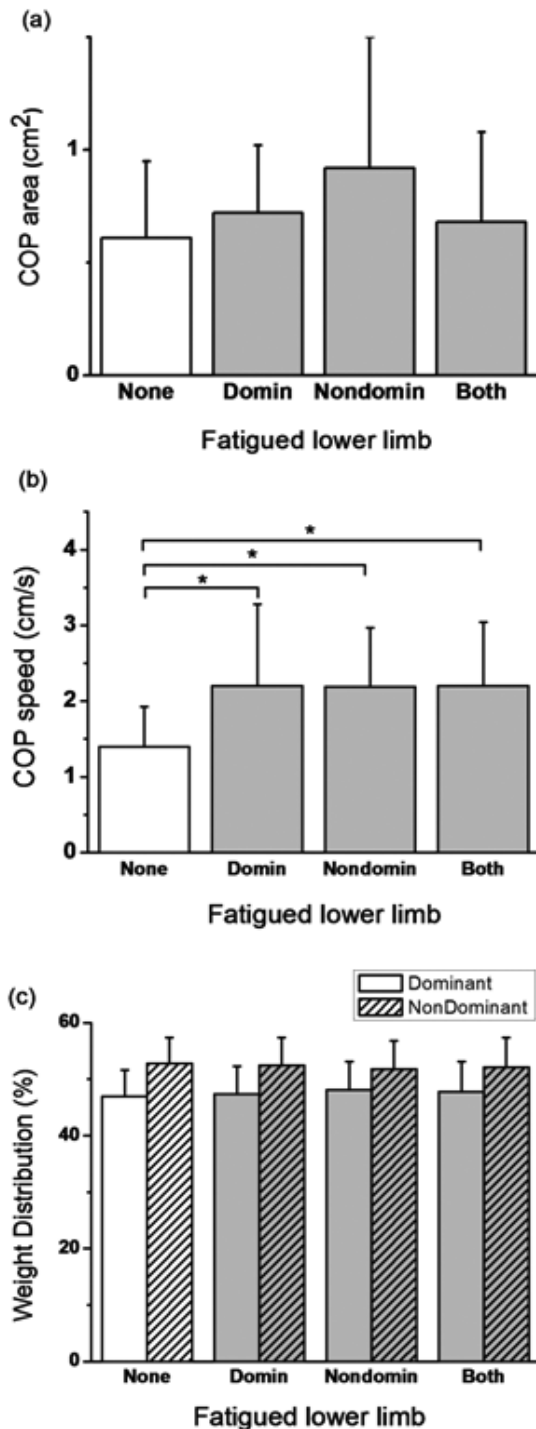 (a)
COP area (cm²)
1
0
None Domin Nondomin Both
Fatigued lower limb
(b)
COP speed (cm/s)
4
3
2
1
0
* 
*
*
None Domin Nondomin Both
Fatigued lower limb
(c)
Dominant
NonDominant
Weight Distribution (%)
60
40
20
0
None Domin Nondomin Both
Fatigued lower limb